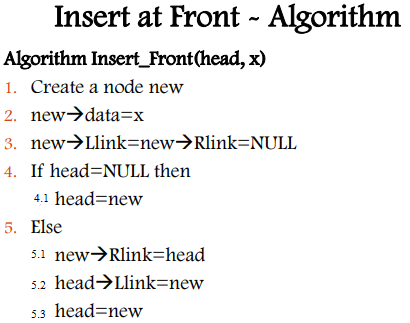 Insert at Front - Algorithm
Algorithm Insert_Front(head, x)
1. Create a node new
2. new→data=x
3. new→Llink=new→Rlink=NULL
4. If head=NULL then
4.1 head=new
5. Else
5.1 new→Rlink=head
5.2 head→Llink=new
5.3 head=new